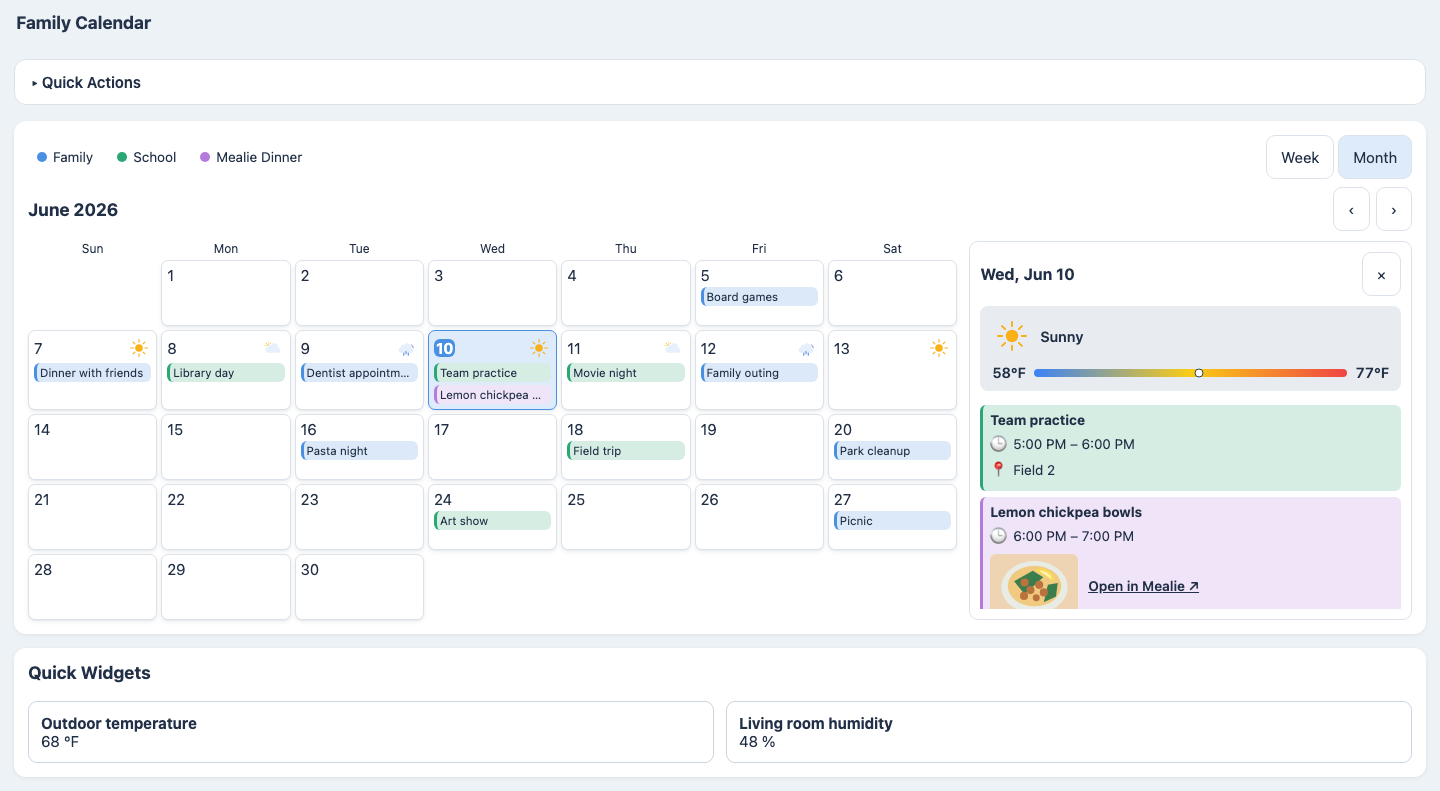 Family Calendar
▸ Quick Actions
Family School Mealie Dinner
Week Month
June 2026
‹ ›
Sun Mon Tue Wed Thu Fri Sat
1 2 3 4 5 6
Board games
7 8 9 10 11 12 13
Dinner with friends Library day Dentist appointm... Team practice Movie night Family outing
Lemon chickpea ...
14 15 16 17 18 19 20
Pasta night Field trip Park cleanup
21 22 23 24 25 26 27
Art show Picnic
28 29 30
Wed, Jun 10
×
Sunny
58°F 77°F
Team practice
5:00 PM – 6:00 PM
Field 2
Lemon chickpea bowls
6:00 PM – 7:00 PM
Open in Mealie ↗
Quick Widgets
Outdoor temperature
68 °F
Living room humidity
48 %